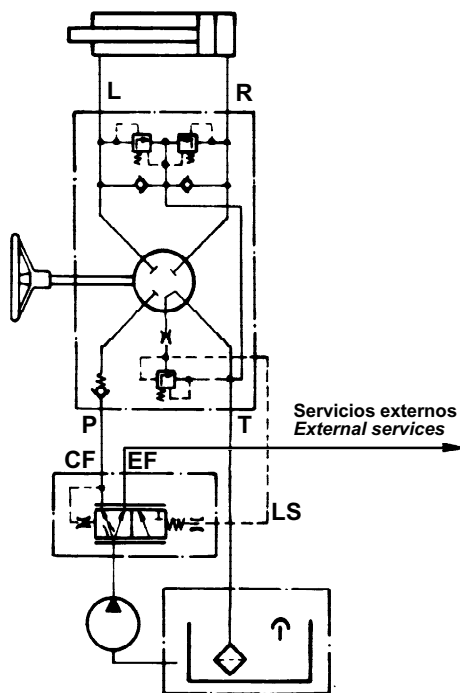 L R
P T
Servicios externos
External services
CF EF
LS